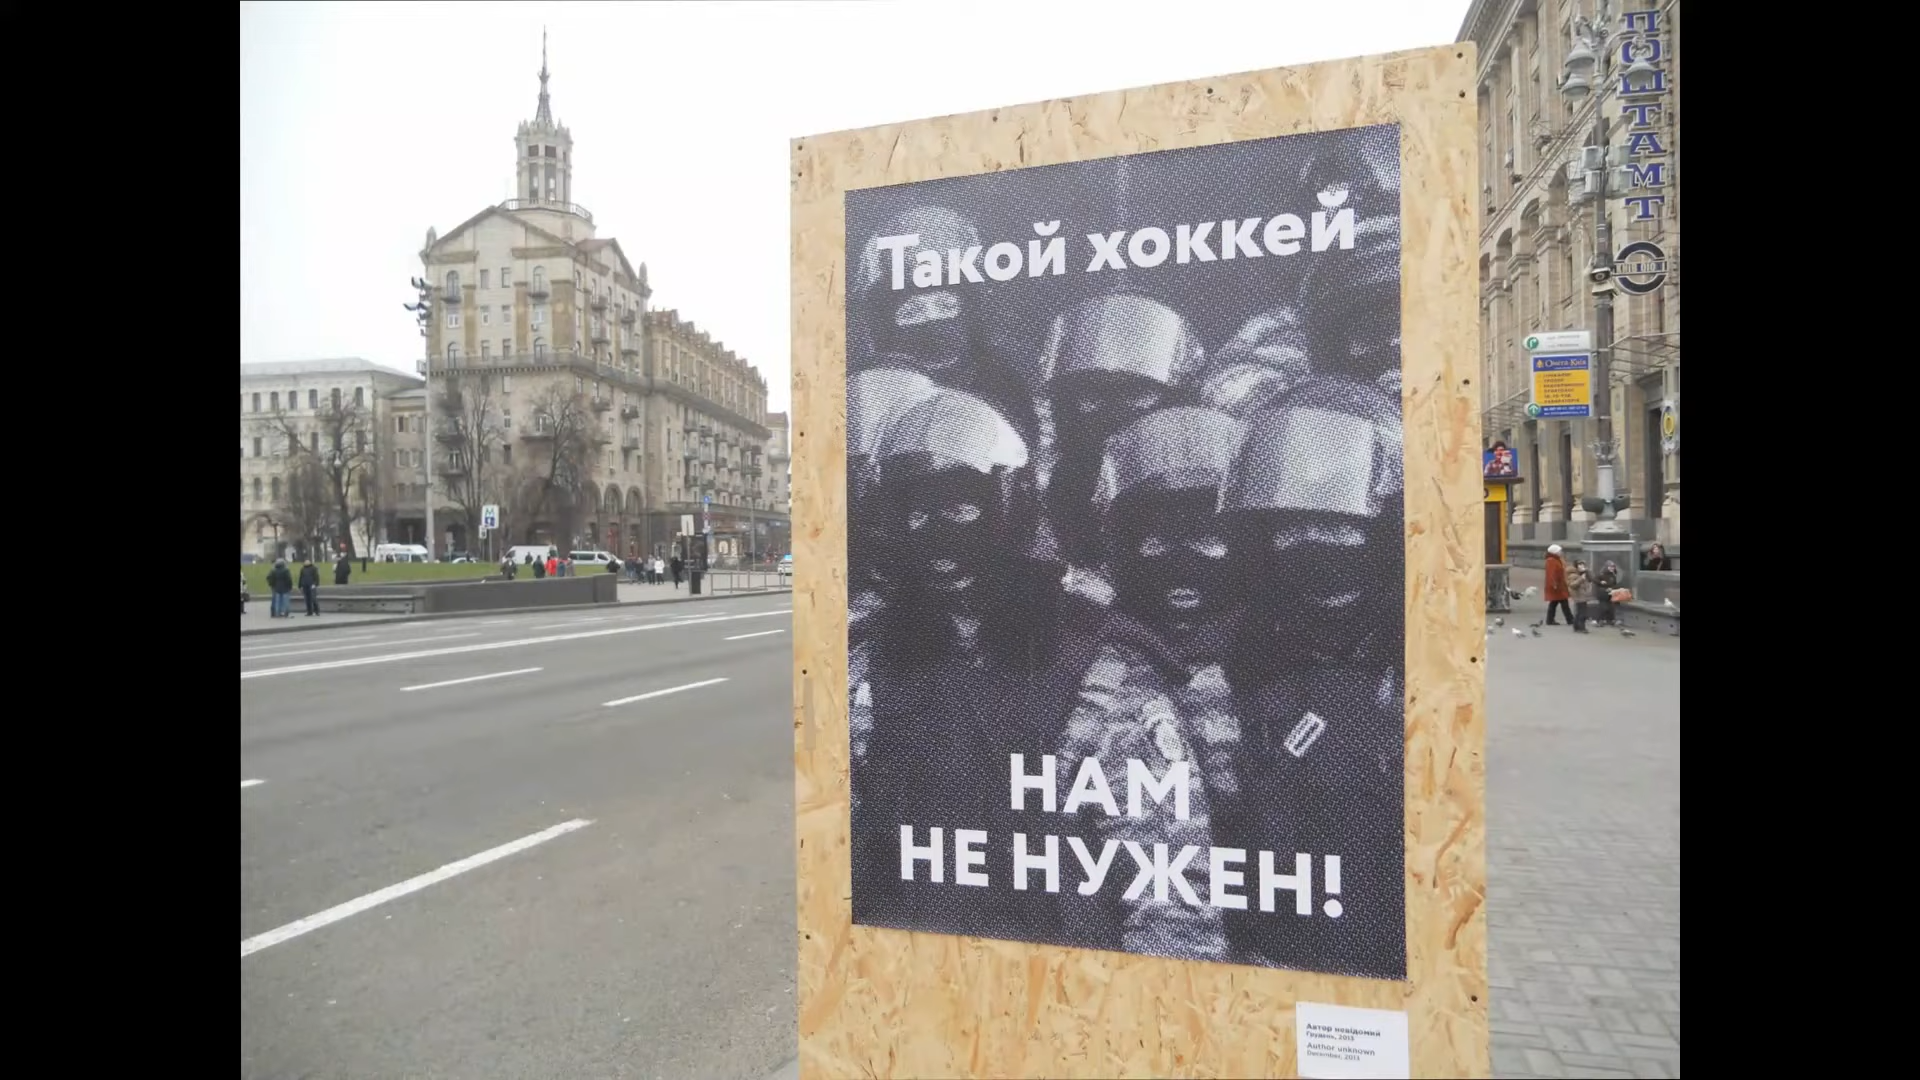 Такой хоккей
НАМ
НЕ НУЖЕН!
Автор невідомий
Грудень, 2013
Author unknown
December, 2013
ПОШТАМТ
М